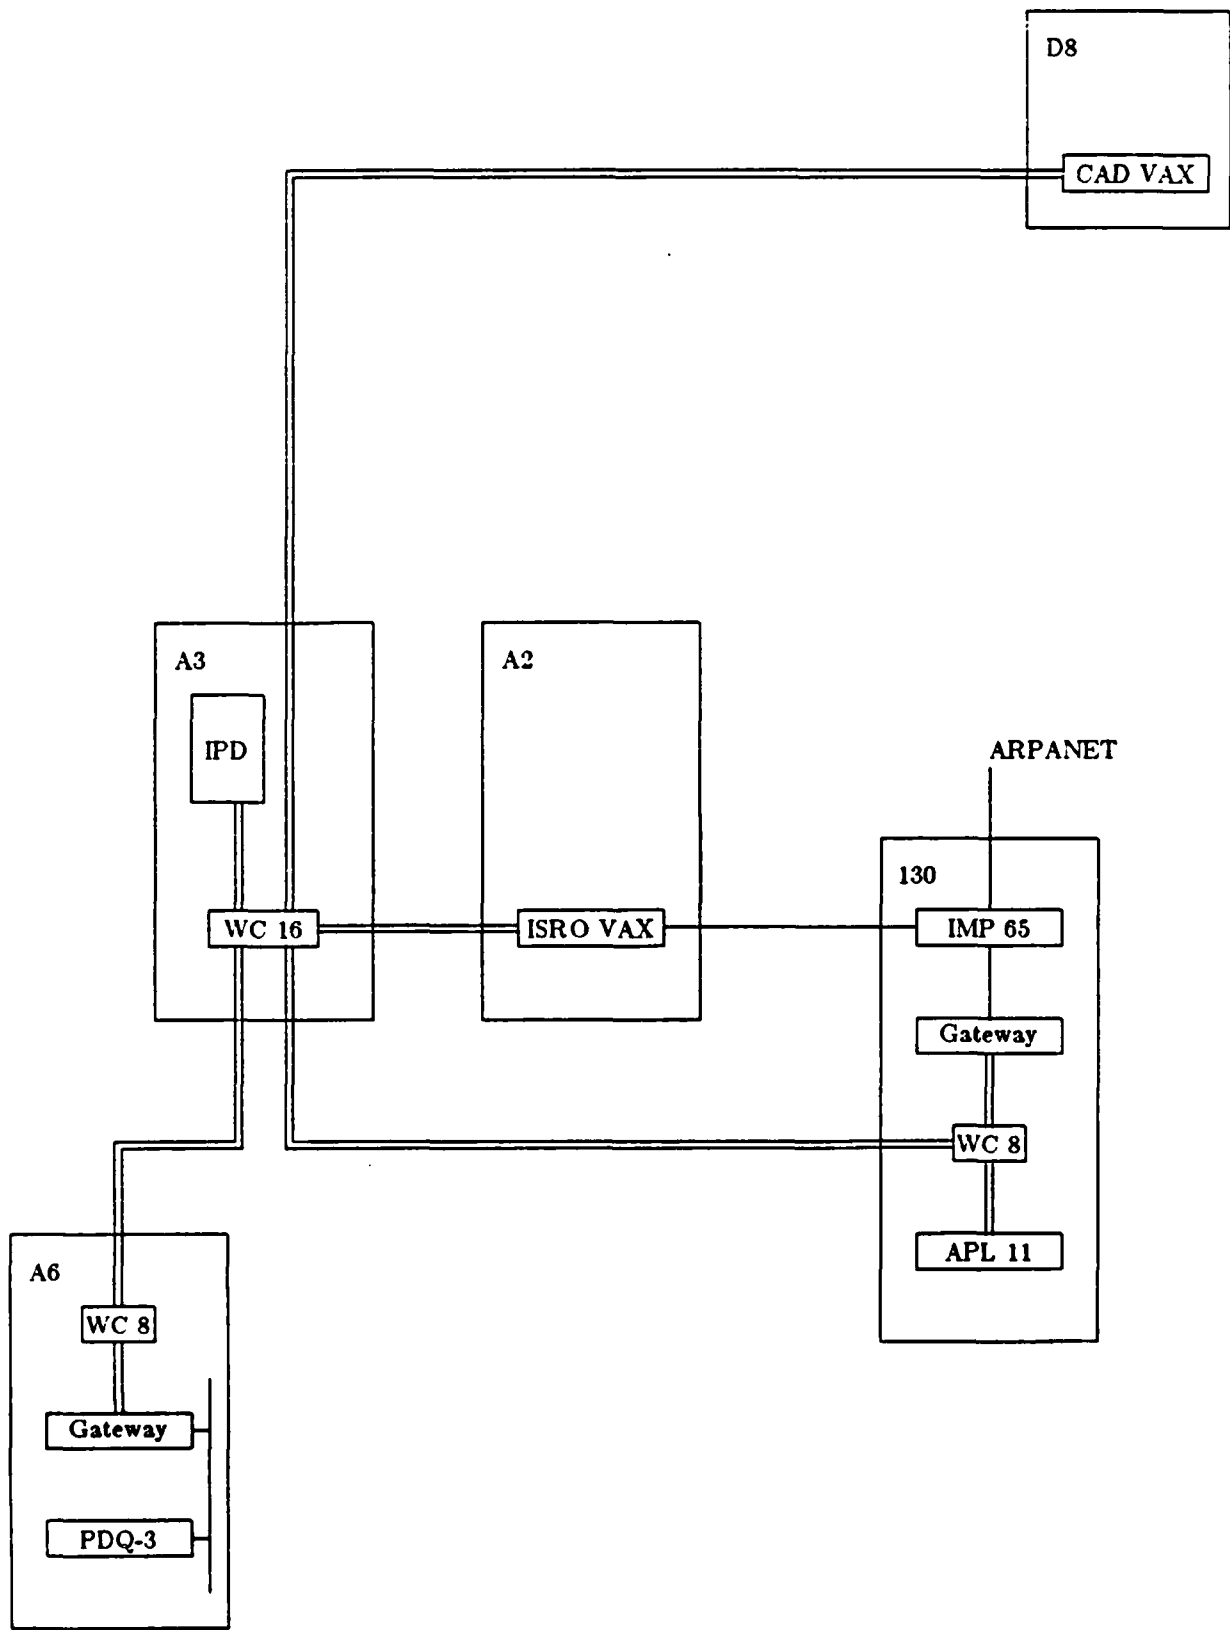 D8
CAD VAX
A3
A2
IPD
ARPANET
130
WC 16
ISRO VAX
IMP 65
Gateway
WC 8
APL 11
A6
WC 8
Gateway
PDQ-3